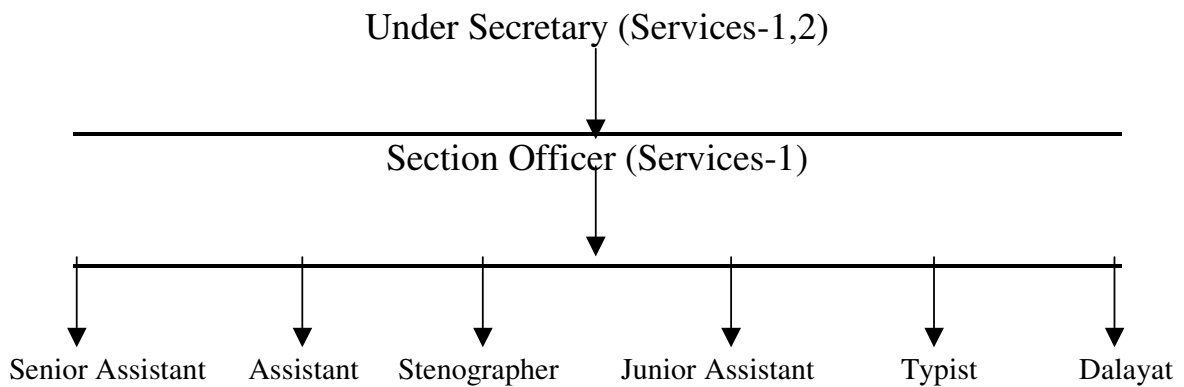 Under Secretary (Services-1,2)
Section Officer (Services-1)
Senior Assistant Assistant Stenographer Junior Assistant Typist Dalayat